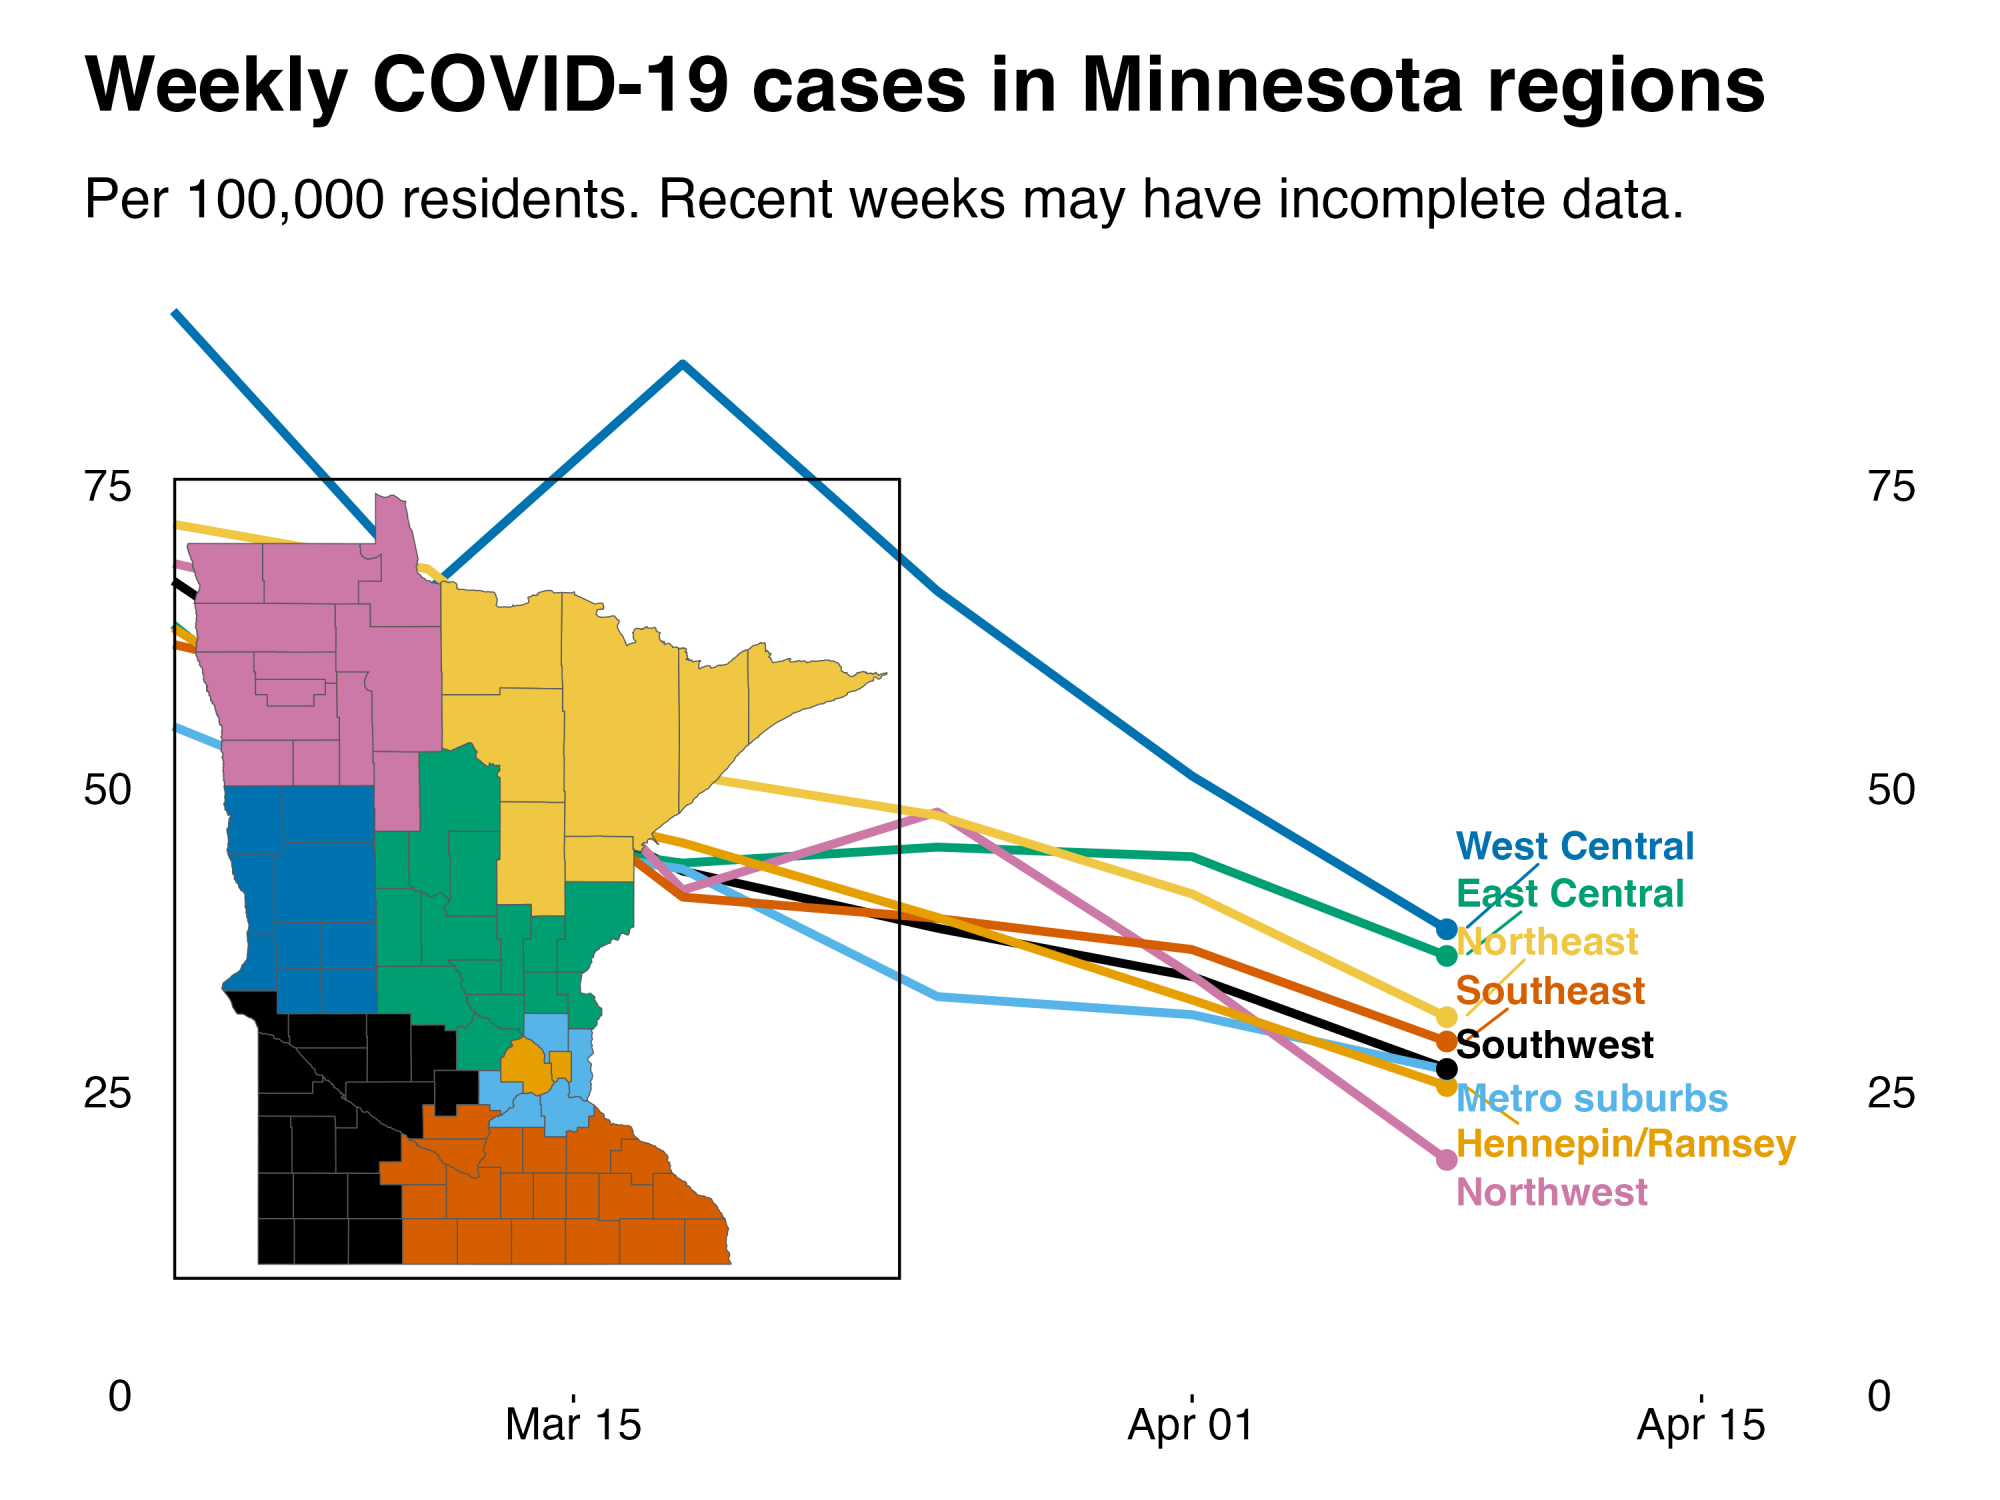 Weekly COVID-19 cases in Minnesota regions
Per 100,000 residents. Recent weeks may have incomplete data.
75
75
50
50
West Central
East Central
Northeast
Southeast
Southwest
25
25
Metro suburbs
Hennepin/Ramsey
Northwest
0
0
Mar 15
Apr 01
Apr 15